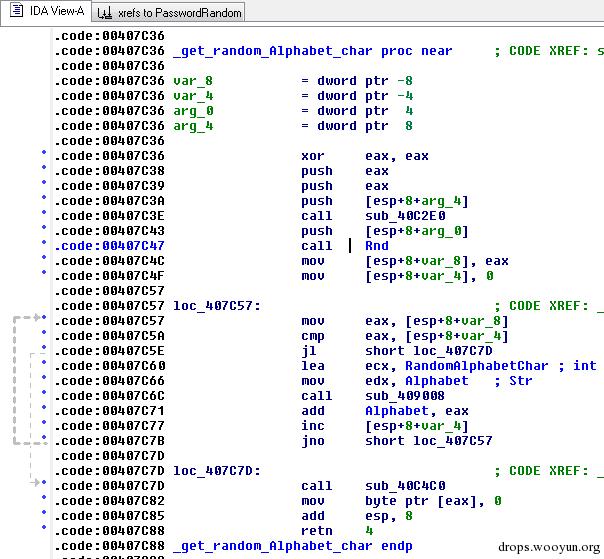 IDA View-A xrefs to PasswordRandom
.code:00407C36
.code:00407C36 _get_random_Alphabet_char proc near ; CODE XREF: s
.code:00407C36
.code:00407C36 var_8 = dword ptr -8
.code:00407C36 var_4 = dword ptr -4
.code:00407C36 arg_0 = dword ptr 4
.code:00407C36 arg_4 = dword ptr 8
.code:00407C36
.code:00407C36 xor eax, eax
.code:00407C38 push eax
.code:00407C39 push eax
.code:00407C3A push [esp+8+arg_4]
.code:00407C3E call sub_40C2E0
.code:00407C43 push [esp+8+arg_0]
.code:00407C47 call Rnd
.code:00407C4C mov [esp+8+var_8], eax
.code:00407C4F mov [esp+8+var_4], 0
.code:00407C57
.code:00407C57 loc_407C57: ; CODE XREF: _
.code:00407C57 mov eax, [esp+8+var_8]
.code:00407C5A cmp eax, [esp+8+var_4]
.code:00407C5E jl short loc_407C7D
.code:00407C60 lea ecx, RandomAlphabetChar ; int
.code:00407C66 mov edx, Alphabet ; Str
.code:00407C6C call sub_409008
.code:00407C71 add Alphabet, eax
.code:00407C77 inc [esp+8+var_4]
.code:00407C7B jno short loc_407C57
.code:00407C7D
.code:00407C7D loc_407C7D: ; CODE XREF: _
.code:00407C7D call sub_40C4C0
.code:00407C82 mov byte ptr [eax], 0
.code:00407C85 add esp, 8
.code:00407C88 retn 4
.code:00407C88 _get_random_Alphabet_char endp
drops.wooyun.org